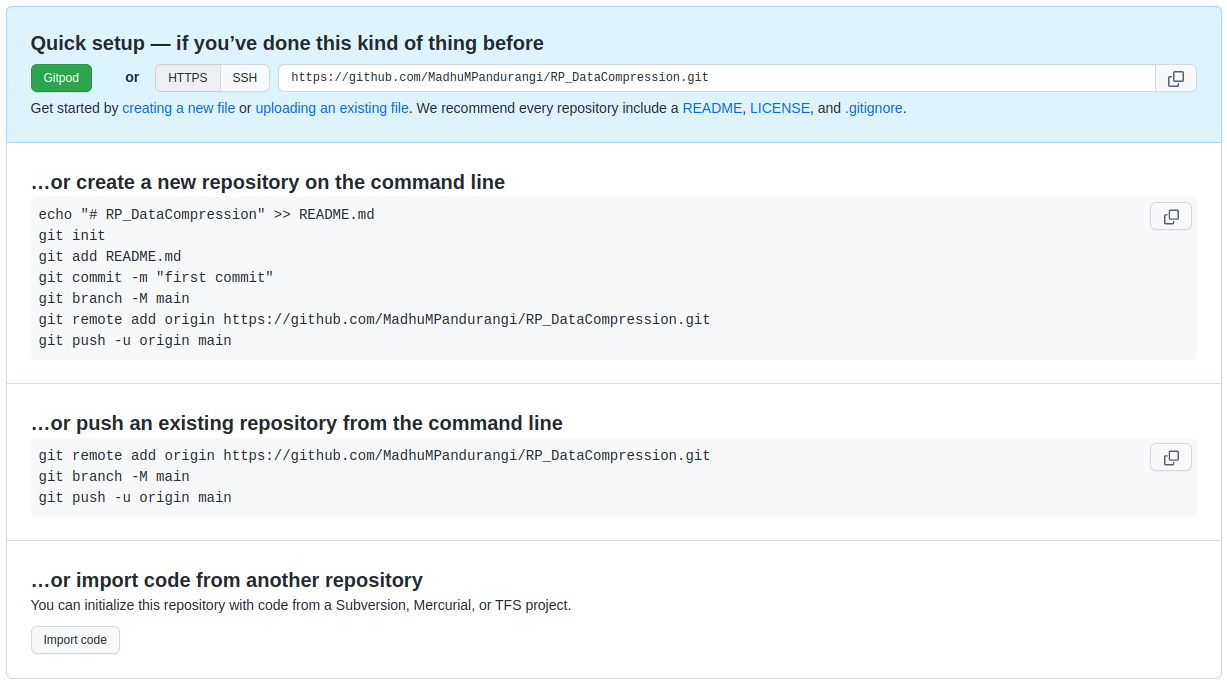 Quick setup — if you’ve done this kind of thing before
Gitpod or HTTPS SSH https://github.com/MadhuMPandurangi/RP_DataCompression.git
Get started by creating a new file or uploading an existing file. We recommend every repository include a README, LICENSE, and .gitignore.
…or create a new repository on the command line
echo "# RP_DataCompression" >> README.md
git init
git add README.md
git commit -m "first commit"
git branch -M main
git remote add origin https://github.com/MadhuMPandurangi/RP_DataCompression.git
git push -u origin main
…or push an existing repository from the command line
git remote add origin https://github.com/MadhuMPandurangi/RP_DataCompression.git
git branch -M main
git push -u origin main
…or import code from another repository
You can initialize this repository with code from a Subversion, Mercurial, or TFS project.
Import code